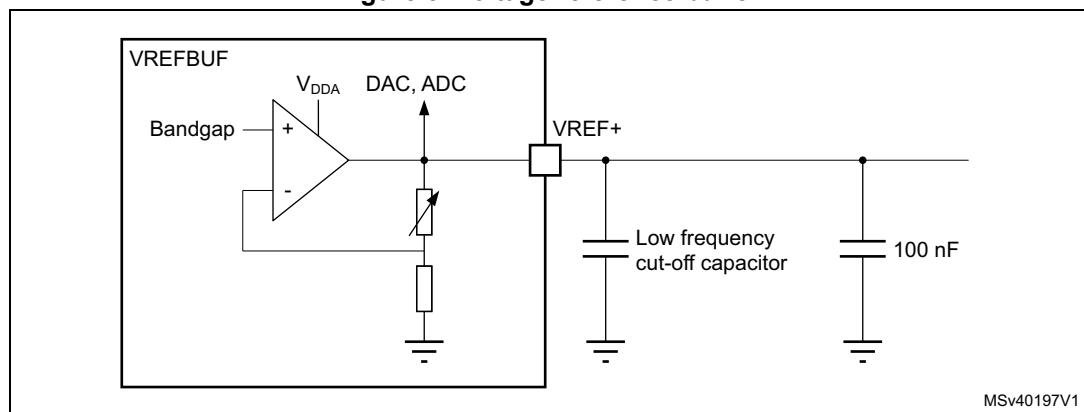 VREFBUF
VDDA
DAC, ADC
Bandgap
+
-
VREF+
Low frequency
cut-off capacitor
100 nF
MSv40197V1